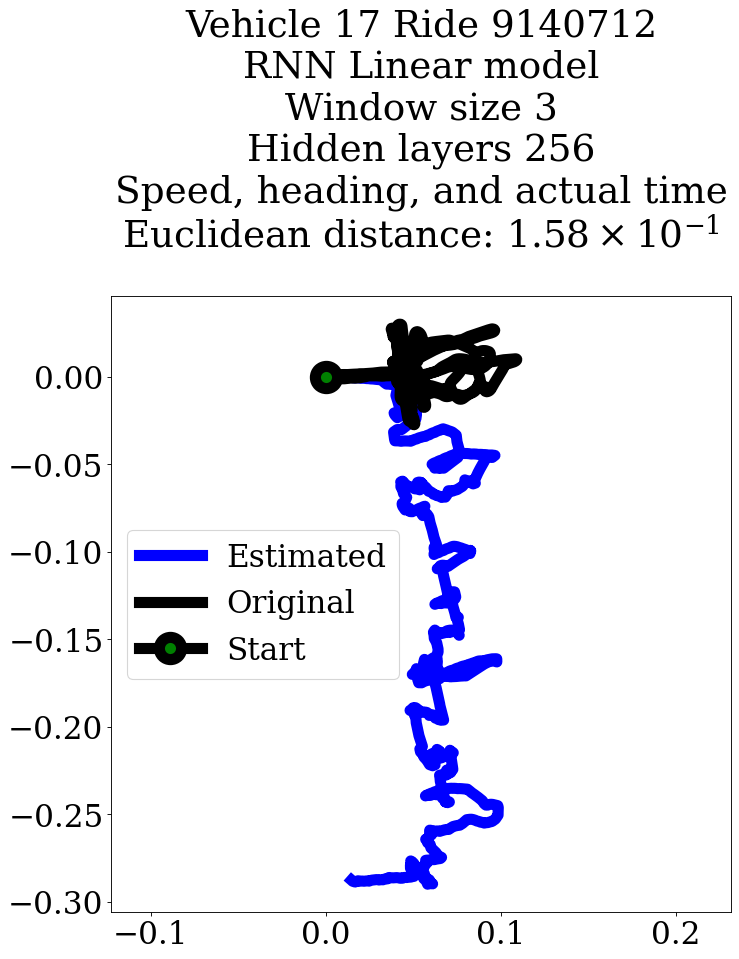 Vehicle 17 Ride 9140712
RNN Linear model
Window size 3
Hidden layers 256
Speed, heading, and actual time
Euclidean distance: 1.58 × 10⁻¹
0.00
−0.05
−0.10
−0.15
−0.20
−0.25
−0.30
Estimated
Original
Start
−0.1
0.0
0.1
0.2